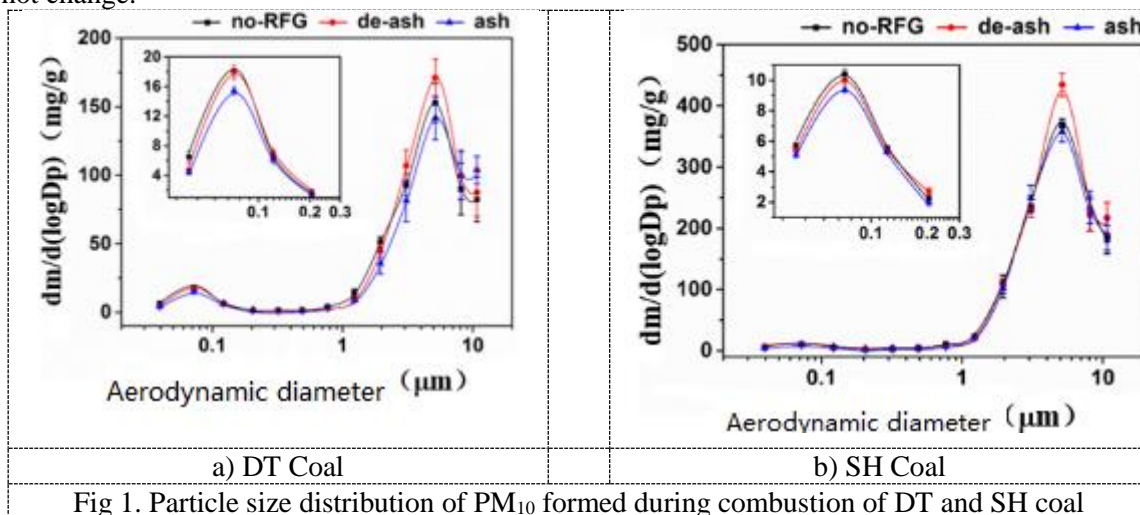 not change.
no-RFG de-ash ash
200
150
100
50
0
dm/d(logDp) (mg/g)
20
16
12
8
4
0.1 0.3
0.1 1 10
Aerodynamic diameter (μm)
no-RFG de-ash ash
500
400
300
200
100
0
dm/d(logDp) (mg/g)
10
8
6
4
2
0.1 0.2 0.3
0.1 1 10
Aerodynamic diameter (μm)
a) DT Coal b) SH Coal
Fig 1. Particle size distribution of PM₁₀ formed during combustion of DT and SH coal